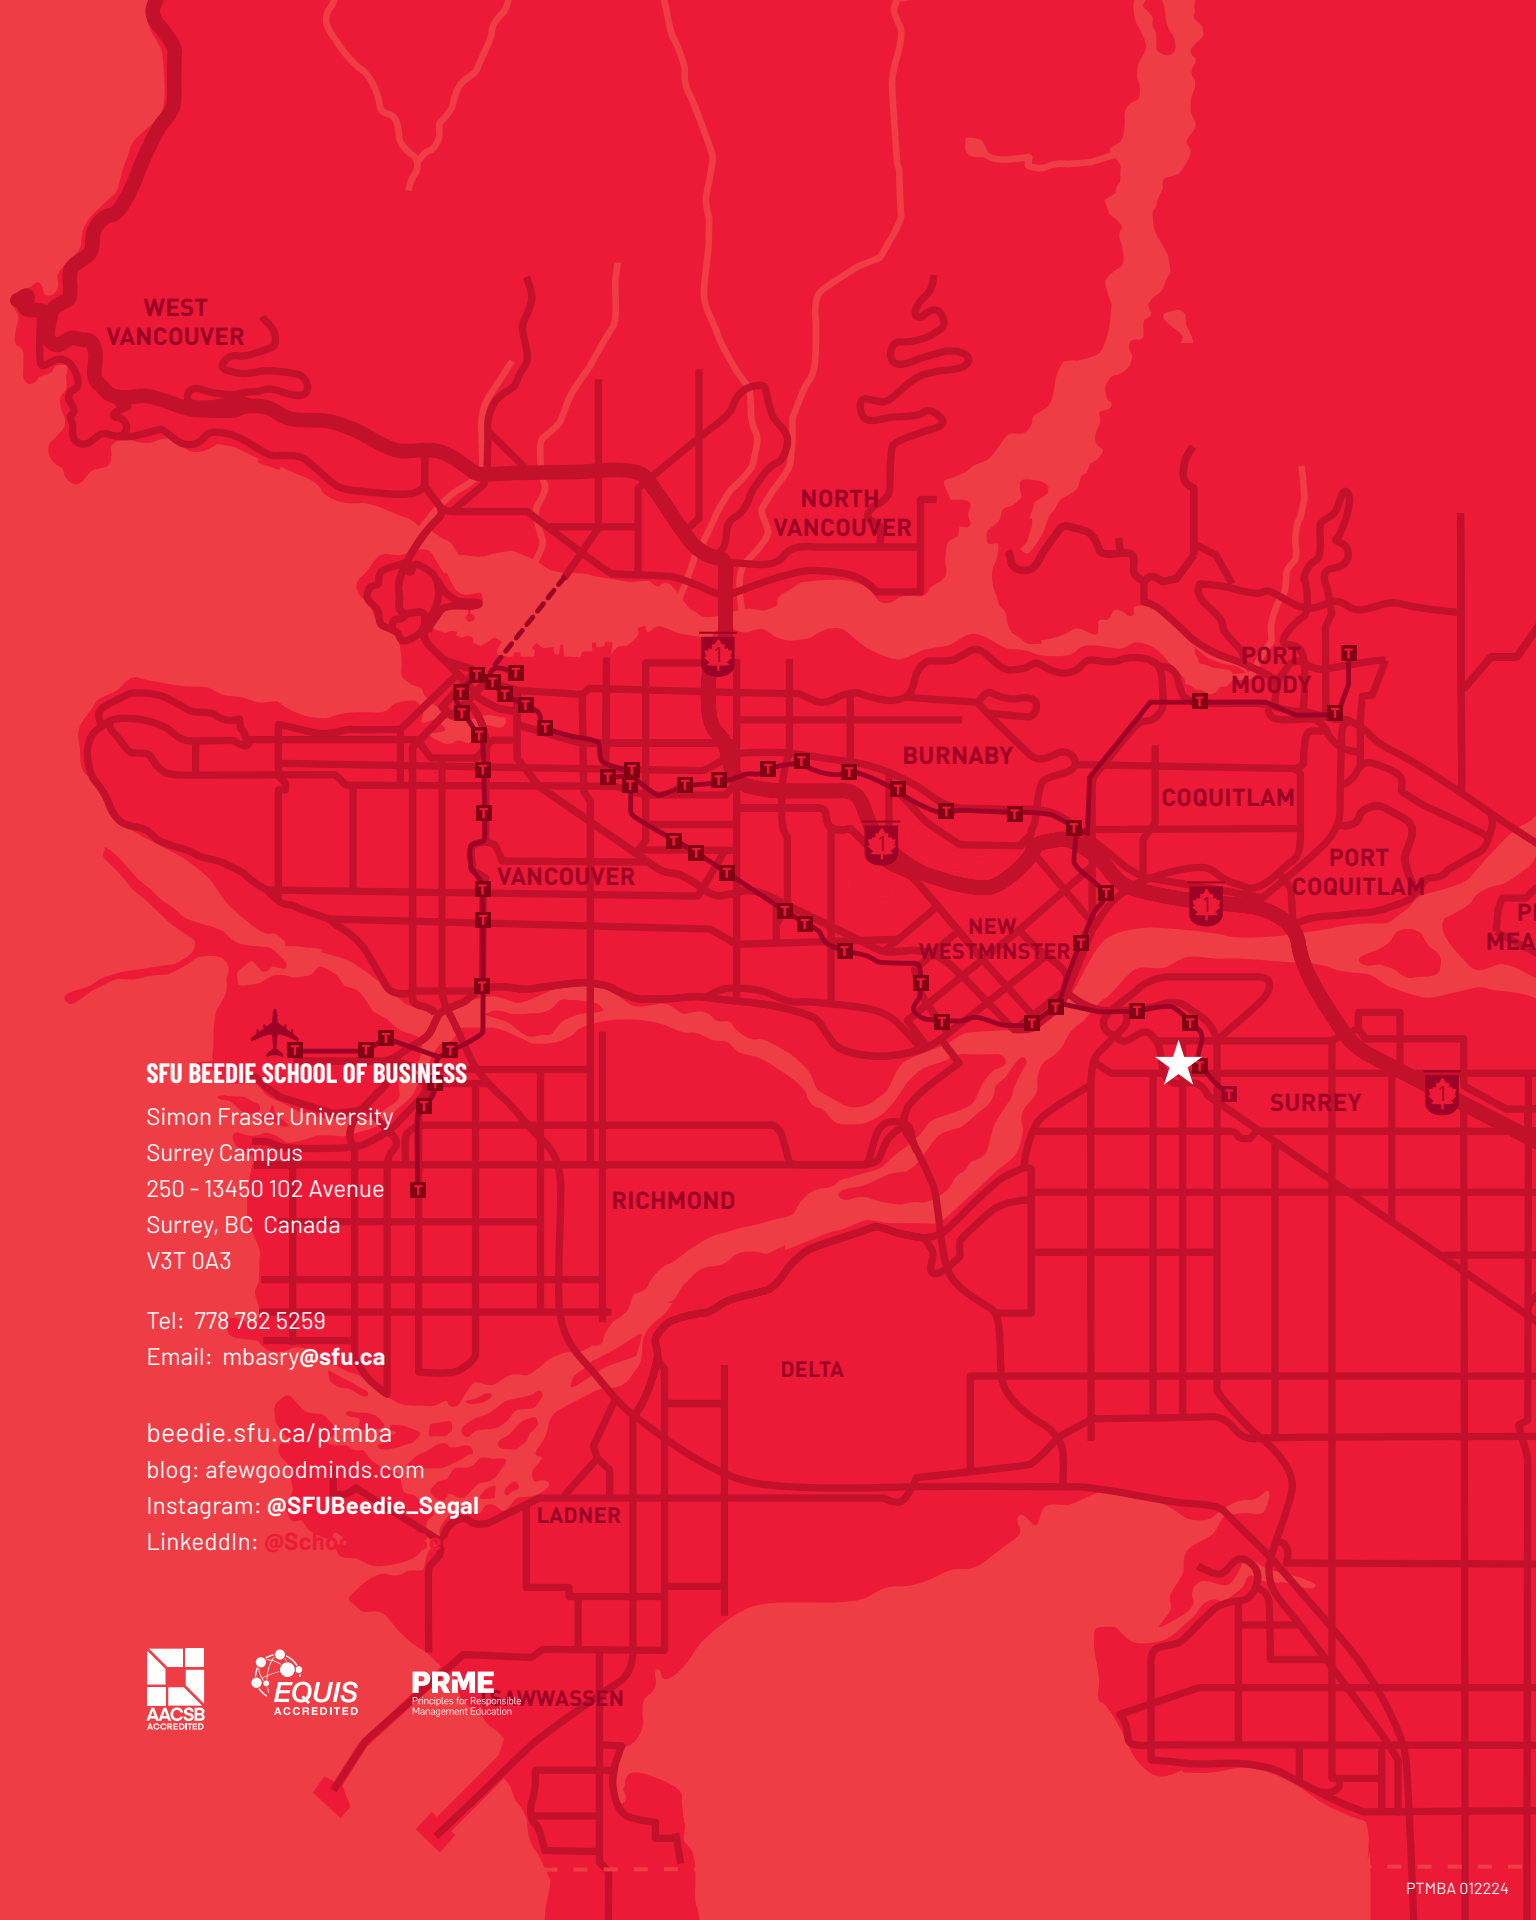 WEST
VANCOUVER
NORTH
VANCOUVER
PORT
MOODY
BURNABY
COQUITLAM
PORT
COQUITLAM
VANCOUVER
NEW
WESTMINSTER
SURREY
RICHMOND
DELTA
LADNER
SFU BEEDIE SCHOOL OF BUSINESS
Simon Fraser University
Surrey Campus
250 - 13450 102 Avenue
Surrey, BC  Canada
V3T 0A3
Tel:  778 782 5259
Email:  mbasry@sfu.ca
beedie.sfu.ca/ptmba
blog: afewgoodminds.com
Instagram: @SFUBeedie_Segal
LinkeddIn:
AACSB
ACCREDITED
EQUIS
ACCREDITED
PRME
Principles for Responsible
Management Education
PTMBA 012224